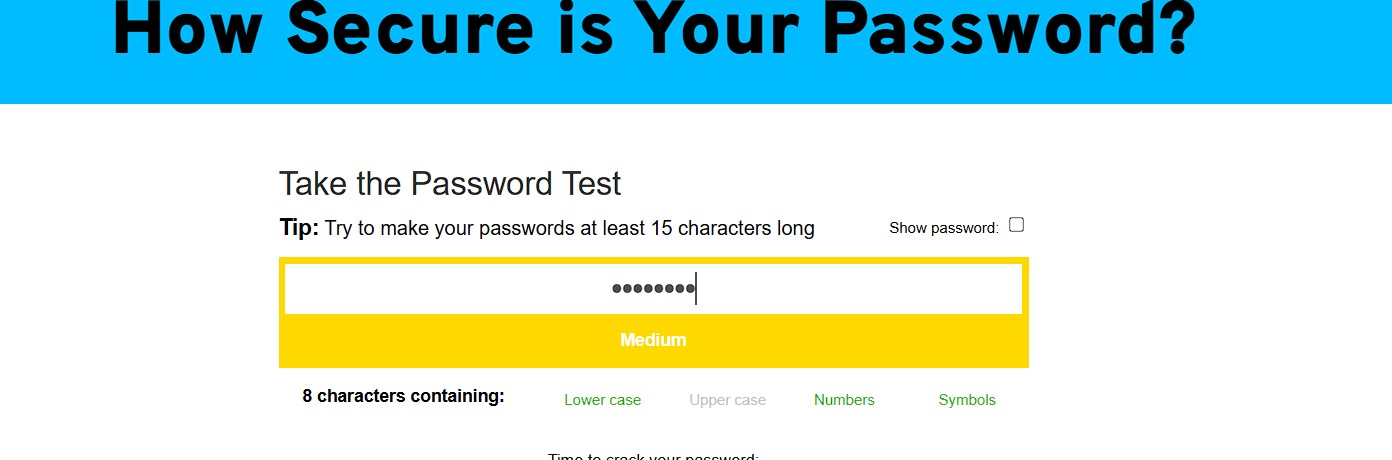 How Secure is Your Password?
Take the Password Test
Tip: Try to make your passwords at least 15 characters long
Show password:
••••••••
Medium
8 characters containing:
Lower case
Upper case
Numbers
Symbols
Time to crack your password: